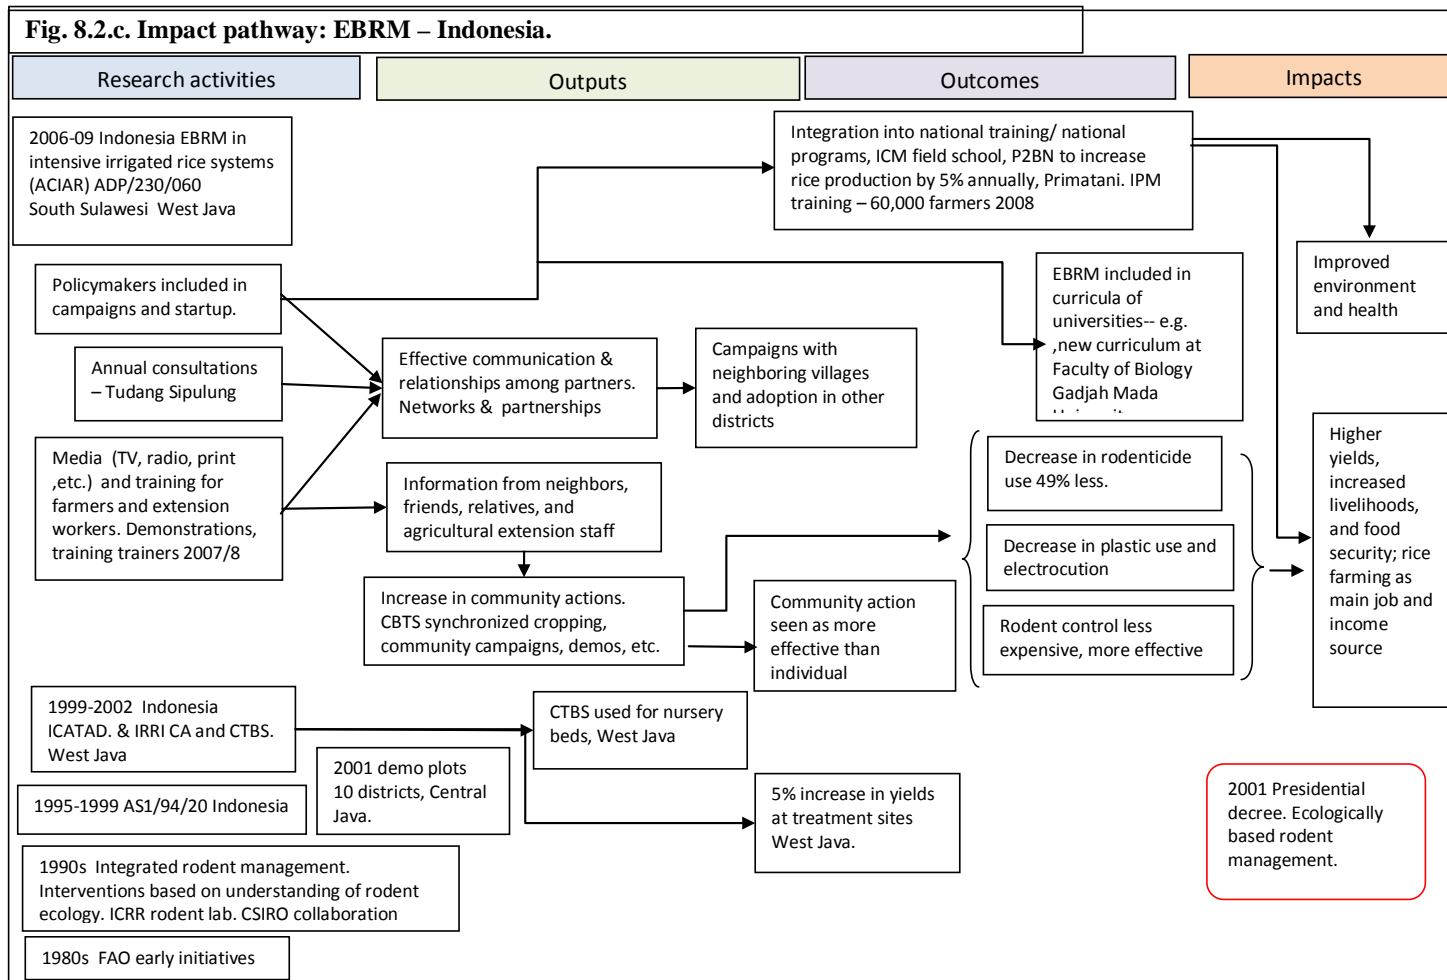 Fig. 8.2.c. Impact pathway: EBRM – Indonesia.
Research activities
Outputs
Outcomes
Impacts
2006-09 Indonesia EBRM in
intensive irrigated rice systems
(ACIAR) ADP/230/060
South Sulawesi West Java
Integration into national training/ national
programs, ICM field school, P2BN to increase
rice production by 5% annually, Primatani. IPM
training – 60,000 farmers 2008
Policymakers included in
campaigns and startup.
EBRM included in
curricula of
universities-- e.g.
,new curriculum at
Faculty of Biology
Gadjah Mada
Improved
environment
and health
Annual consultations
– Tudang Sipulung
Effective communication &
relationships among partners.
Networks & partnerships
Campaigns with
neighboring villages
and adoption in other
districts
Media (TV, radio, print
,etc.) and training for
farmers and extension
workers. Demonstrations,
training trainers 2007/8
Information from neighbors,
friends, relatives, and
agricultural extension staff
Decrease in rodenticide
use 49% less.
Decrease in plastic use and
electrocution
Rodent control less
expensive, more effective
Higher
yields,
increased
livelihoods,
and food
security; rice
farming as
main job and
income
source
Increase in community actions.
CBTS synchronized cropping,
community campaigns, demos, etc.
Community action
seen as more
effective than
individual
1999-2002 Indonesia
ICATAD. & IRRI CA and CTBS.
West Java
CTBS used for nursery
beds, West Java
2001 demo plots
10 districts, Central
Java.
5% increase in yields
at treatment sites
West Java.
2001 Presidential
decree. Ecologically
based rodent
management.
1995-1999 AS1/94/20 Indonesia
1990s Integrated rodent management.
Interventions based on understanding of rodent
ecology. ICRR rodent lab. CSIRO collaboration
1980s FAO early initiatives